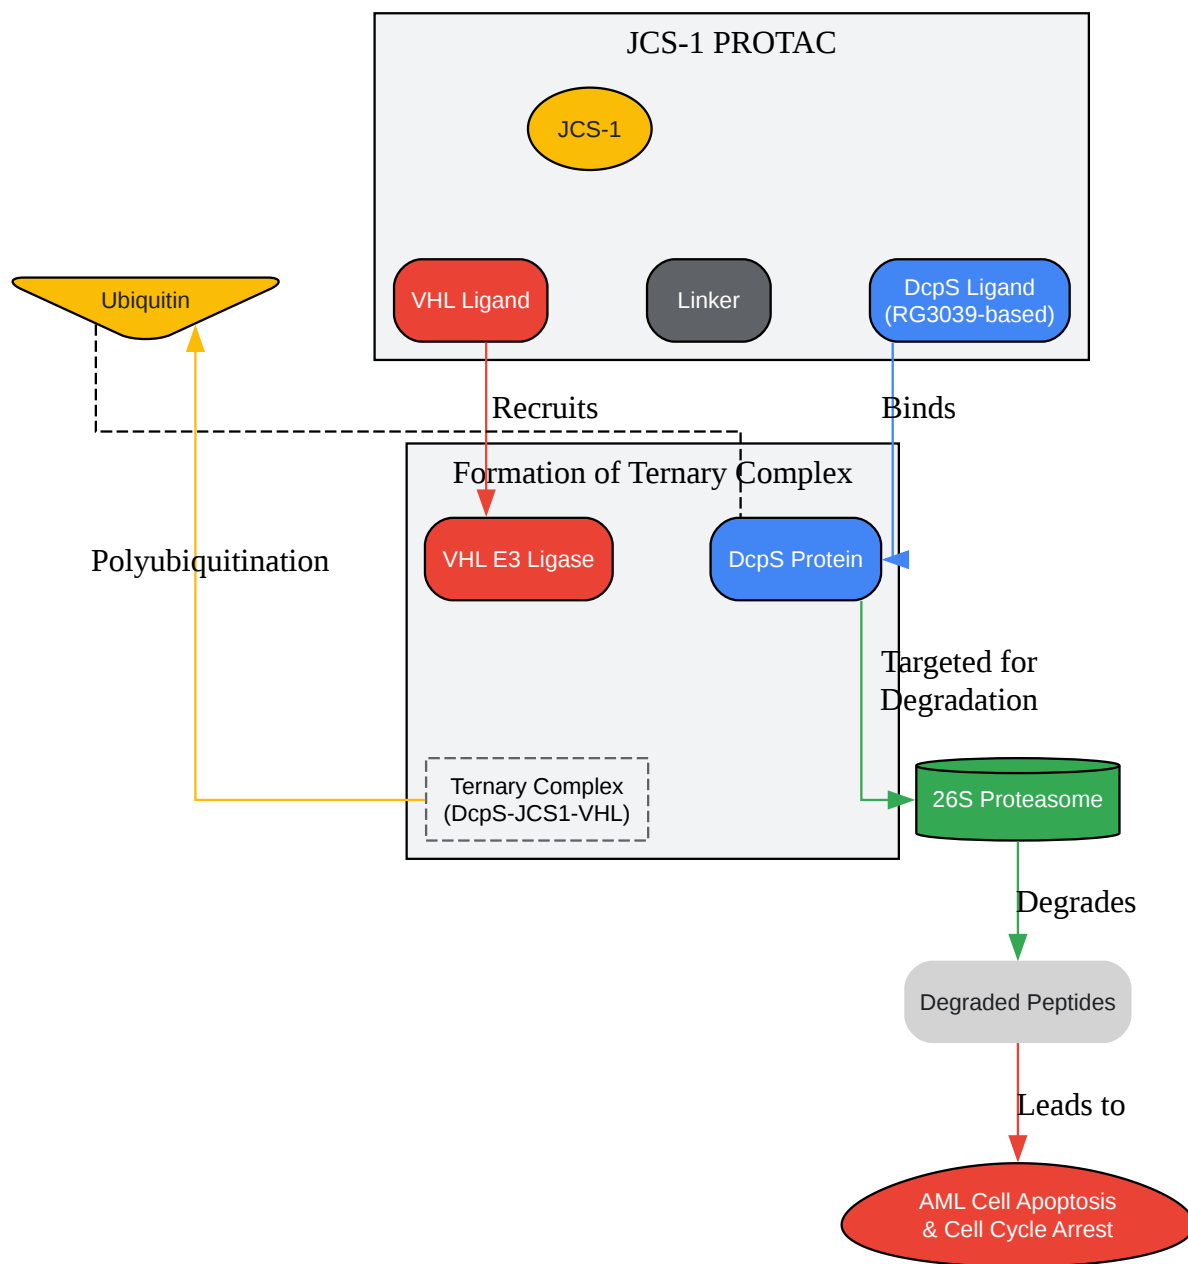 JCS-1 PROTAC
JCS-1
Ubiquitin
VHL Ligand
Linker
DcpS Ligand
(RG3039-based)
Recruits
Binds
Formation of Ternary Complex
Polyubiquitination
VHL E3 Ligase
DcpS Protein
Targeted for
Degradation
Ternary Complex
(DcpS-JCS1-VHL)
26S Proteasome
Degrades
Degraded Peptides
Leads to
AML Cell Apoptosis
& Cell Cycle Arrest